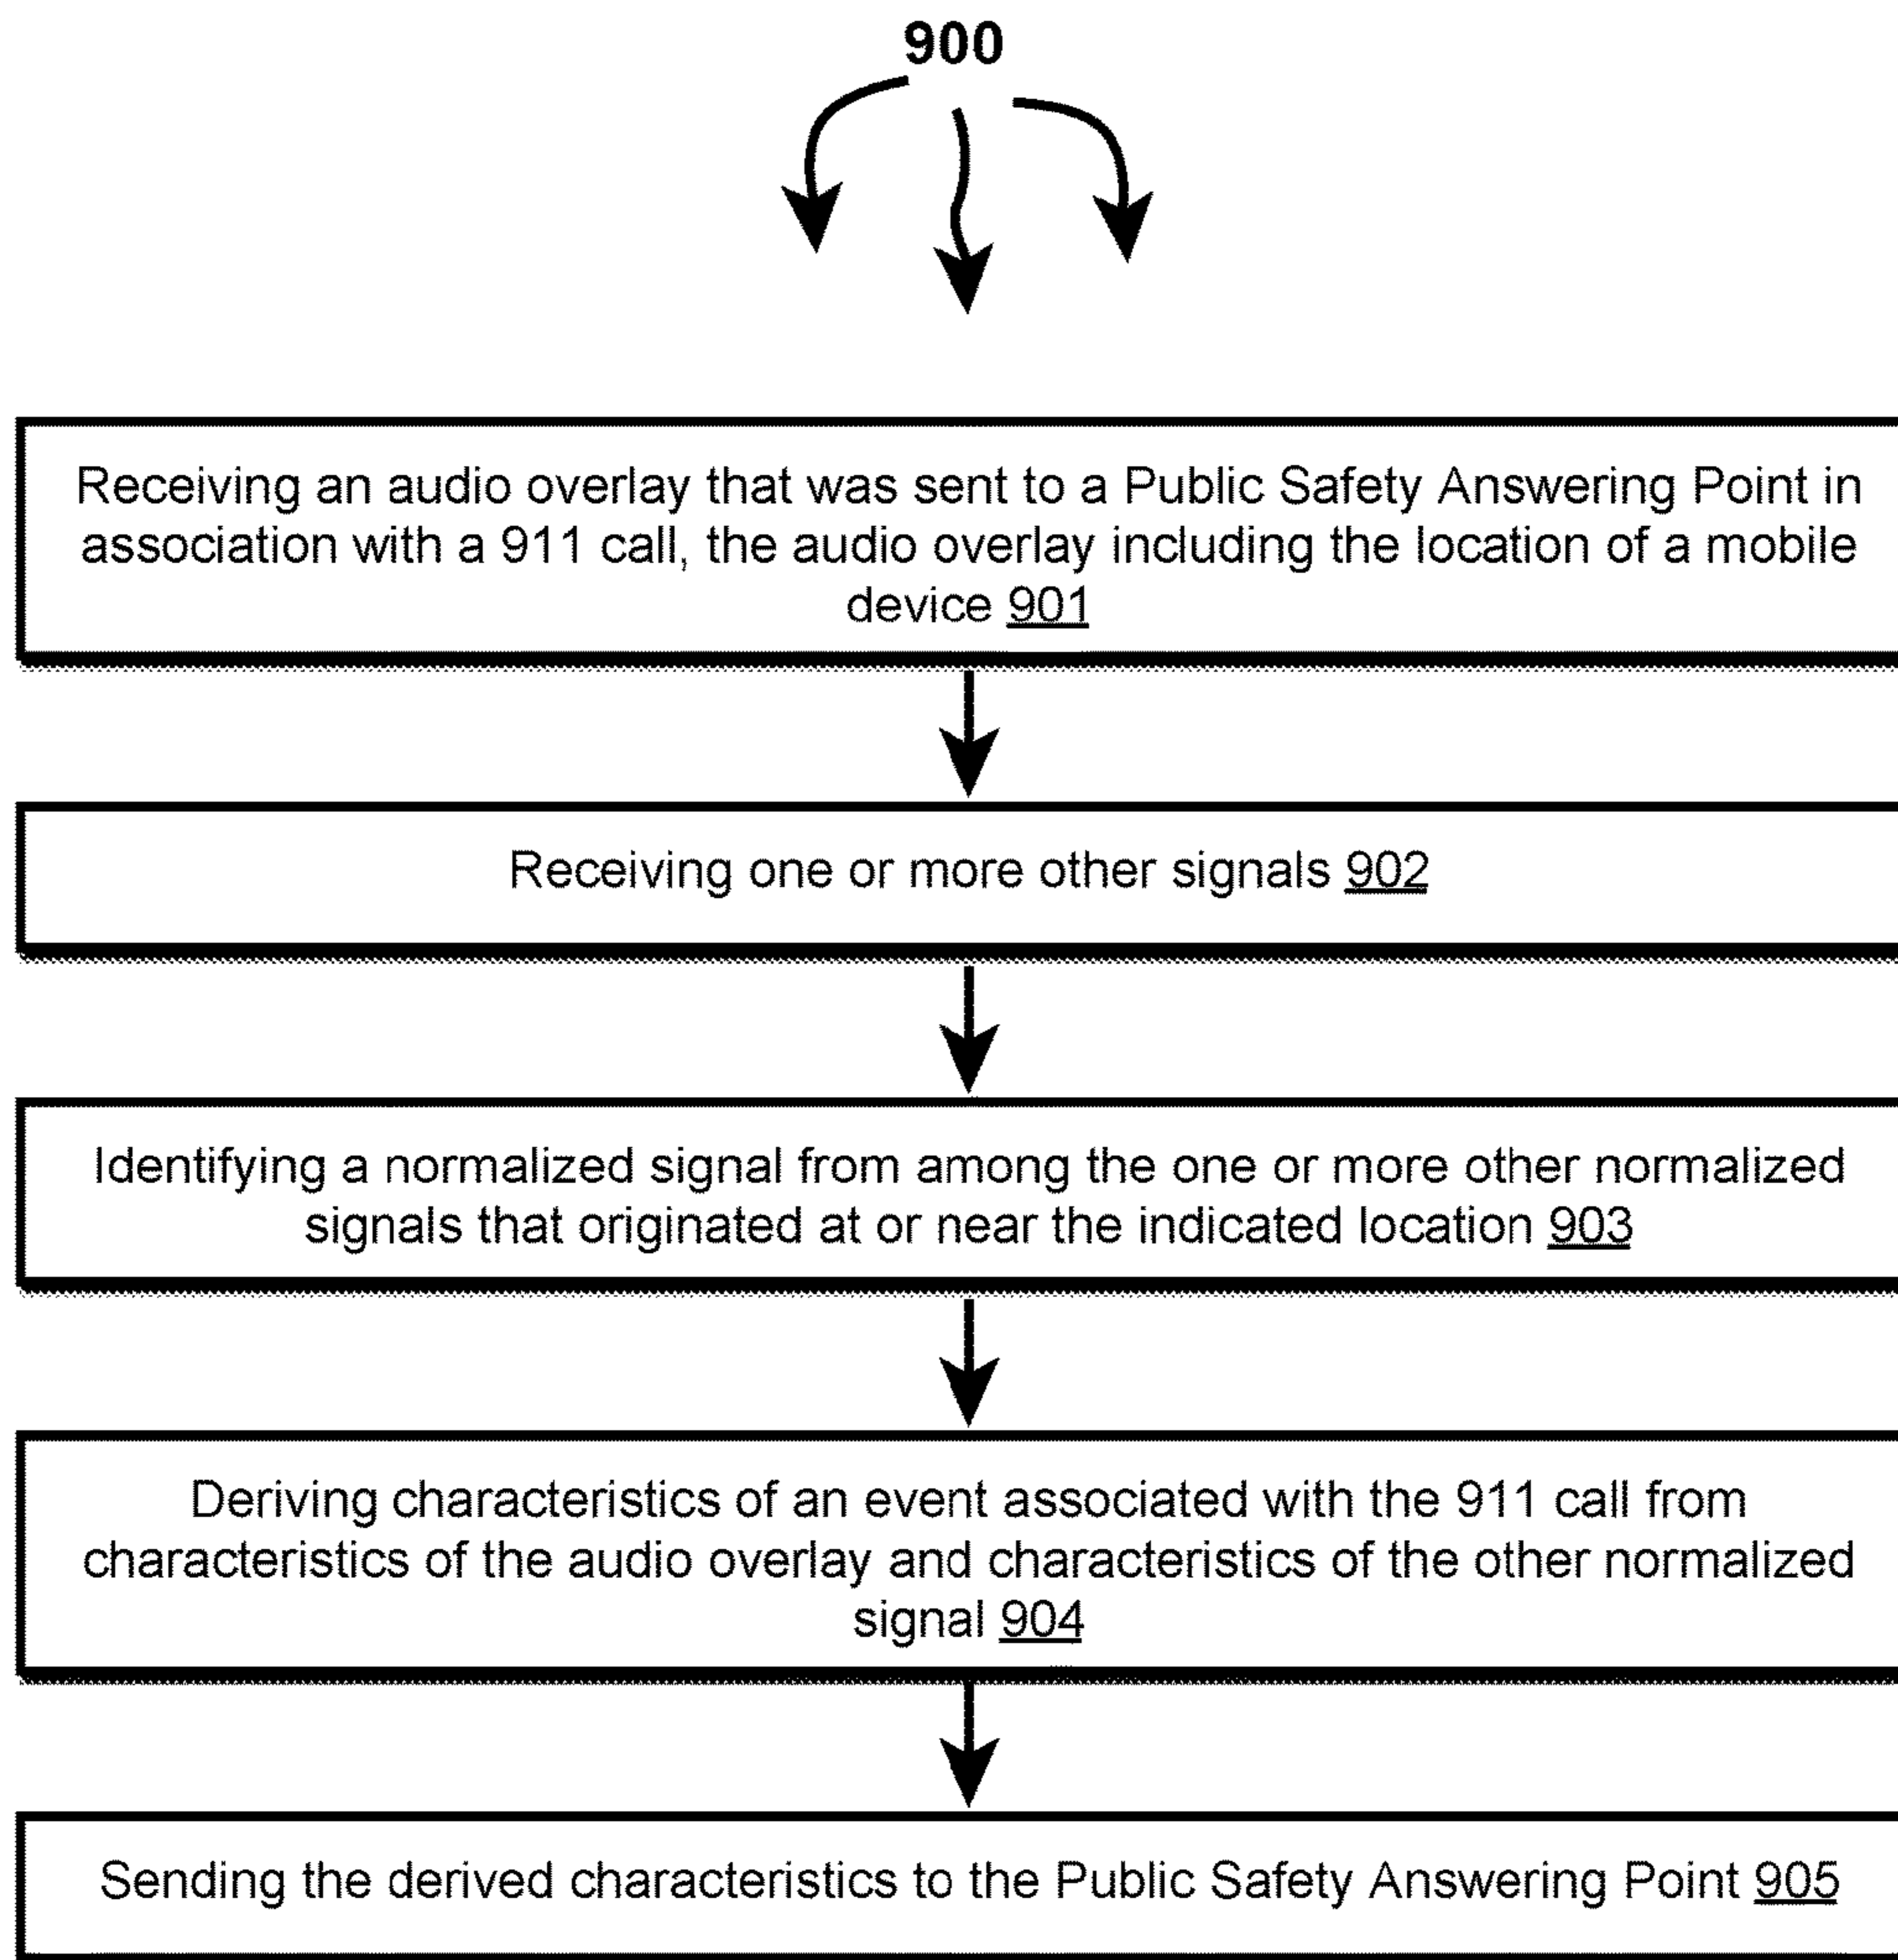 900
Receiving an audio overlay that was sent to a Public Safety Answering Point in
association with a 911 call, the audio overlay including the location of a mobile
device 901
Receiving one or more other signals 902
Identifying a normalized signal from among the one or more other normalized
signals that originated at or near the indicated location 903
Deriving characteristics of an event associated with the 911 call from
characteristics of the audio overlay and characteristics of the other normalized
signal 904
Sending the derived characteristics to the Public Safety Answering Point 905